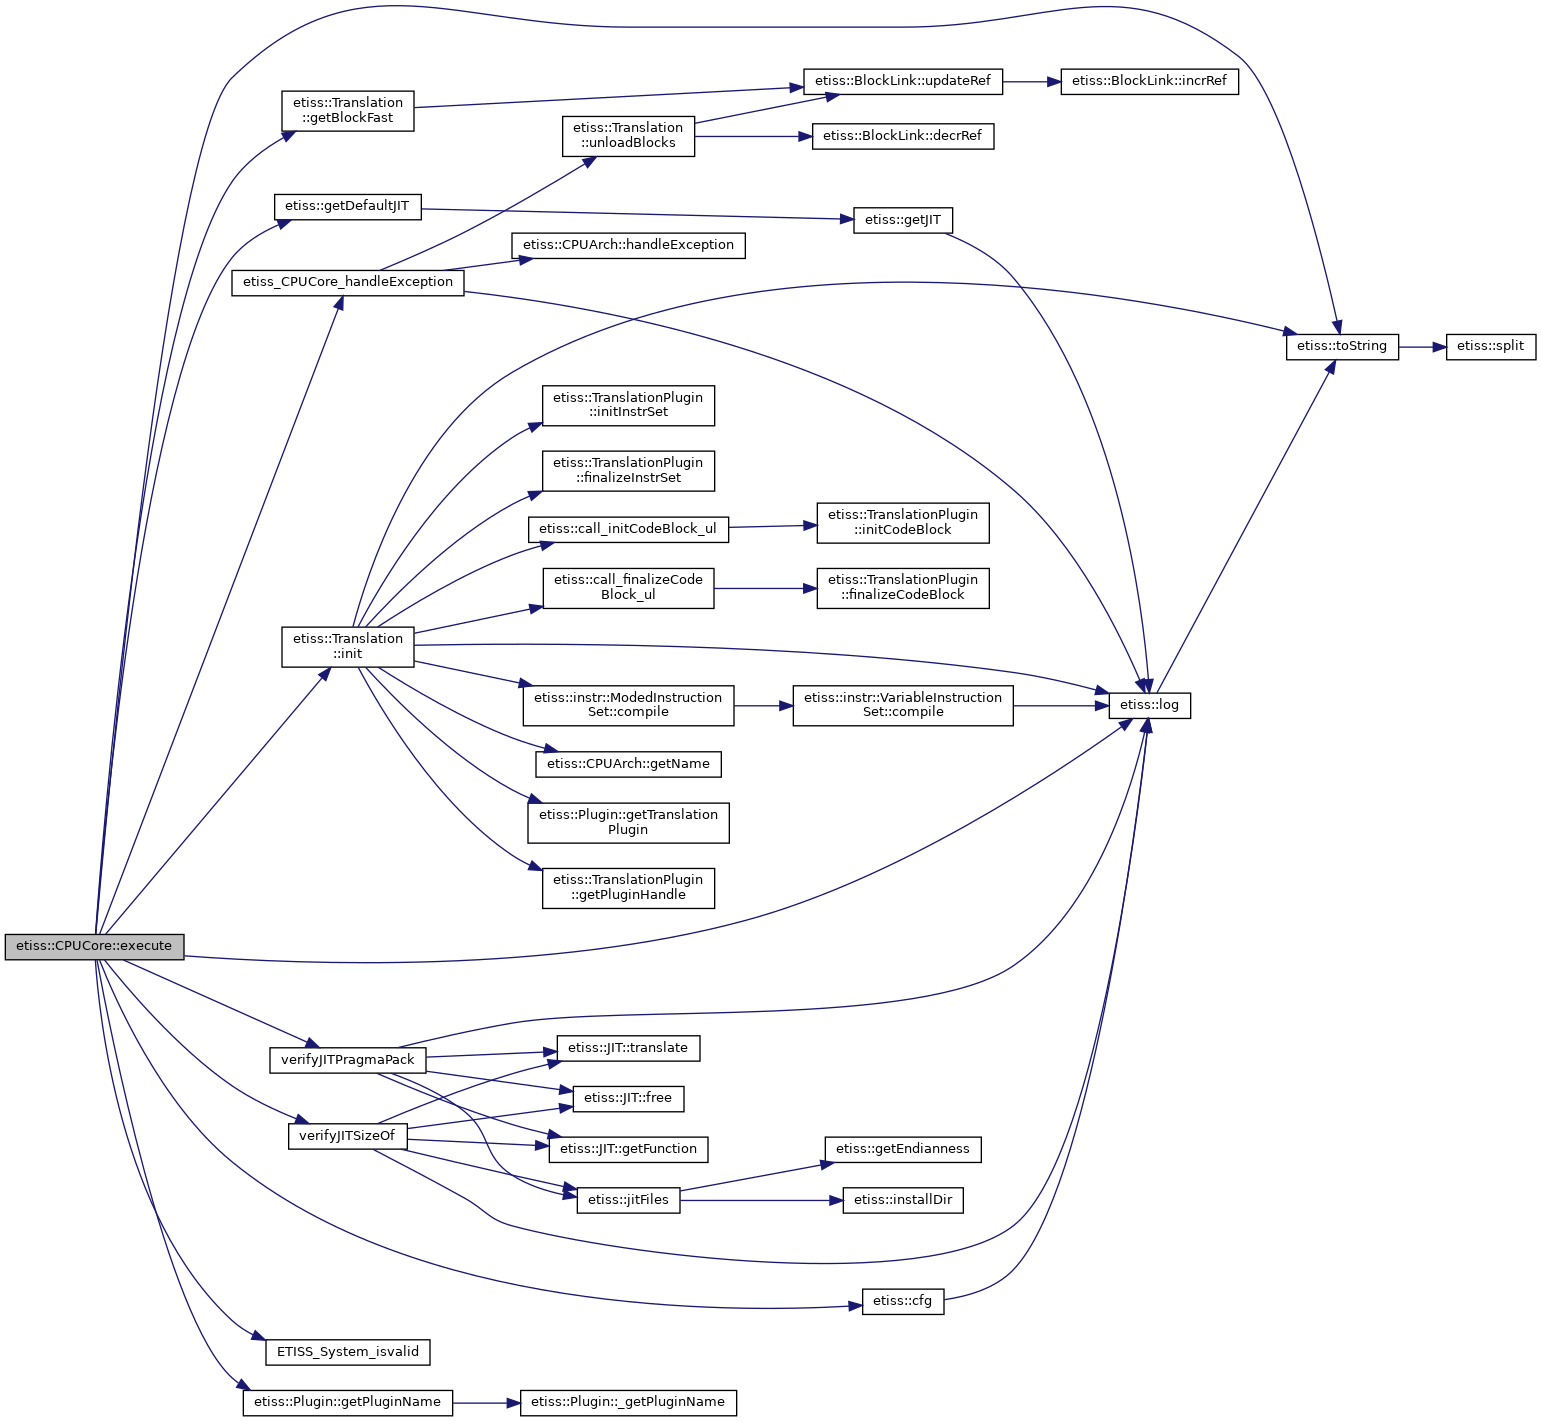 etiss::BlockLink::updateRef
etiss::BlockLink::incrRef
etiss::Translation
::getBlockFast
etiss::Translation
::unloadBlocks
etiss::BlockLink::decrRef
etiss::getDefaultJIT
etiss::getJIT
etiss::CPUArch::handleException
etiss_CPUCore_handleException
etiss::toString
etiss::split
etiss::TranslationPlugin
::initInstrSet
etiss::TranslationPlugin
::finalizeInstrSet
etiss::call_initCodeBlock_ul
etiss::TranslationPlugin
::initCodeBlock
etiss::call_finalizeCode
Block_ul
etiss::TranslationPlugin
::finalizeCodeBlock
etiss::Translation
::init
etiss::instr::ModedInstruction
Set::compile
etiss::instr::VariableInstruction
Set::compile
etiss::log
etiss::CPUArch::getName
etiss::Plugin::getTranslation
Plugin
etiss::TranslationPlugin
::getPluginHandle
etiss::CPUCore::execute
verifyJITPragmaPack
etiss::JIT::translate
etiss::JIT::free
verifyJITSizeOf
etiss::JIT::getFunction
etiss::getEndianness
etiss::jitFiles
etiss::installDir
etiss::cfg
ETISS_System_isvalid
etiss::Plugin::getPluginName
etiss::Plugin::_getPluginName